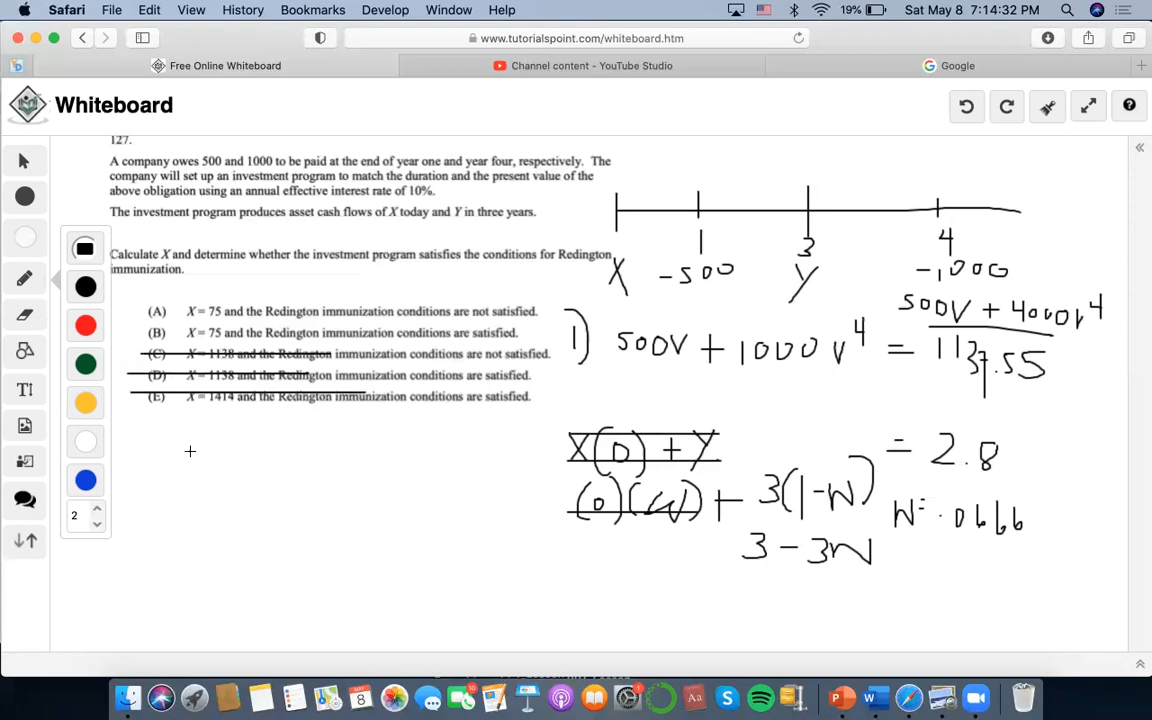 Safari File Edit View History Bookmarks Develop Window Help 19% Sat May 8 7:14:32 PM
www.tutorialspoint.com/whiteboard.htm
Free Online Whiteboard Channel content - YouTube Studio Google
Whiteboard
127.
A company owes 500 and 1000 to be paid at the end of year one and year four, respectively. The
company will set up an investment program to match the duration and the present value of the
above obligation using an annual effective interest rate of 10%.
The investment program produces asset cash flows of X today and Y in three years.
Calculate X and determine whether the investment program satisfies the conditions for Redington
immunization.
(A) X = 75 and the Redington immunization conditions are not satisfied.
(B) X = 75 and the Redington immunization conditions are satisfied.
(C) X = 1138 and the Redington immunization conditions are not satisfied.
(D) X = 1138 and the Redington immunization conditions are satisfied.
(E) X = 1414 and the Redington immunization conditions are satisfied.
1 3 4
X -500 Y -1,000
500V + 4000V^4
1) 500V + 1000V^4 = 1137.55
X(0) + Y
= 2.8
(0)(W) + 3(1-W)
W = .0666
3 - 3W
2